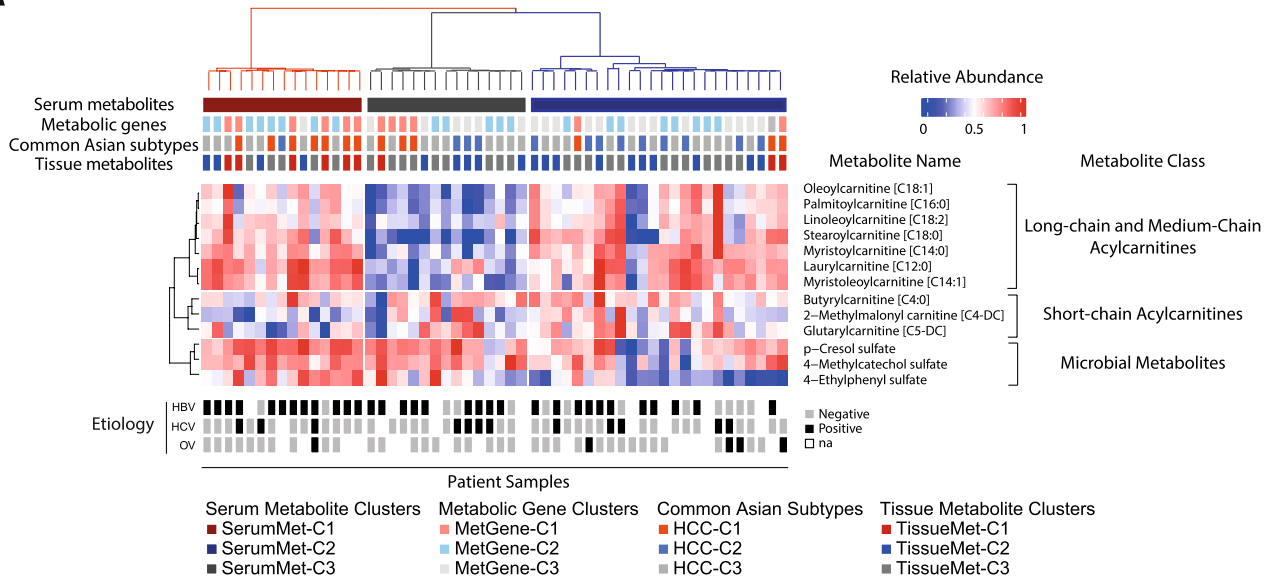 Relative Abundance
0 0.5 1
Serum metabolites
Metabolic genes
Common Asian subtypes
Tissue metabolites
Metabolite Name Metabolite Class
Oleoylcarnitine [C18:1]
Palmitoylcarnitine [C16:0]
Linoleoylcarnitine [C18:2]
Stearoylcarnitine [C18:0]
Myristoylcarnitine [C14:0]
Laurylcarnitine [C12:0]
Myristoleoylcarnitine [C14:1]
Long-chain and Medium-Chain
Acylcarnitines
Butyrylcarnitine [C4:0]
2−Methylmalonyl carnitine [C4-DC]
Glutarylcarnitine [C5-DC]
Short-chain Acylcarnitines
p−Cresol sulfate
4−Methylcatechol sulfate
4−Ethylphenyl sulfate
Microbial Metabolites
Etiology
HBV
HCV
OV
Negative
Positive
na
Patient Samples
Serum Metabolite Clusters
SerumMet-C1
SerumMet-C2
SerumMet-C3
Metabolic Gene Clusters
MetGene-C1
MetGene-C2
MetGene-C3
Common Asian Subtypes
HCC-C1
HCC-C2
HCC-C3
Tissue Metabolite Clusters
TissueMet-C1
TissueMet-C2
TissueMet-C3